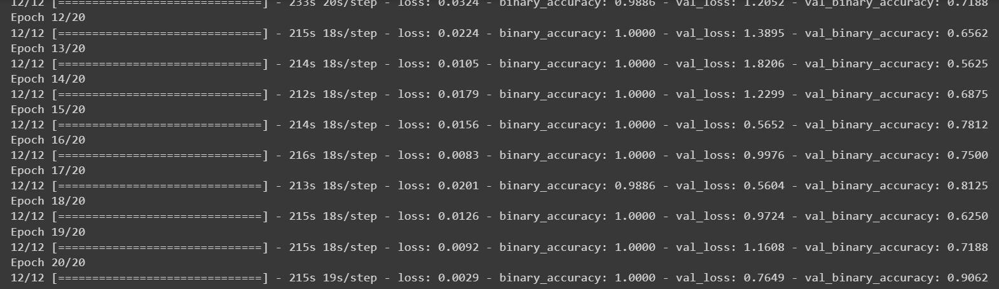 12/12 [==============================] - 233s 20s/step - loss: 0.0324 - binary_accuracy: 0.9886 - val_loss: 1.2052 - val_binary_accuracy: 0.7188
Epoch 12/20
12/12 [==============================] - 215s 18s/step - loss: 0.0224 - binary_accuracy: 1.0000 - val_loss: 1.3895 - val_binary_accuracy: 0.6562
Epoch 13/20
12/12 [==============================] - 214s 18s/step - loss: 0.0105 - binary_accuracy: 1.0000 - val_loss: 1.8206 - val_binary_accuracy: 0.5625
Epoch 14/20
12/12 [==============================] - 212s 18s/step - loss: 0.0179 - binary_accuracy: 1.0000 - val_loss: 1.2299 - val_binary_accuracy: 0.6875
Epoch 15/20
12/12 [==============================] - 214s 18s/step - loss: 0.0156 - binary_accuracy: 1.0000 - val_loss: 0.5652 - val_binary_accuracy: 0.7812
Epoch 16/20
12/12 [==============================] - 216s 18s/step - loss: 0.0083 - binary_accuracy: 1.0000 - val_loss: 0.9976 - val_binary_accuracy: 0.7500
Epoch 17/20
12/12 [==============================] - 213s 18s/step - loss: 0.0201 - binary_accuracy: 0.9886 - val_loss: 0.5604 - val_binary_accuracy: 0.8125
Epoch 18/20
12/12 [==============================] - 215s 18s/step - loss: 0.0126 - binary_accuracy: 1.0000 - val_loss: 0.9724 - val_binary_accuracy: 0.6250
Epoch 19/20
12/12 [==============================] - 215s 18s/step - loss: 0.0092 - binary_accuracy: 1.0000 - val_loss: 1.1608 - val_binary_accuracy: 0.7188
Epoch 20/20
12/12 [==============================] - 215s 19s/step - loss: 0.0029 - binary_accuracy: 1.0000 - val_loss: 0.7649 - val_binary_accuracy: 0.9062